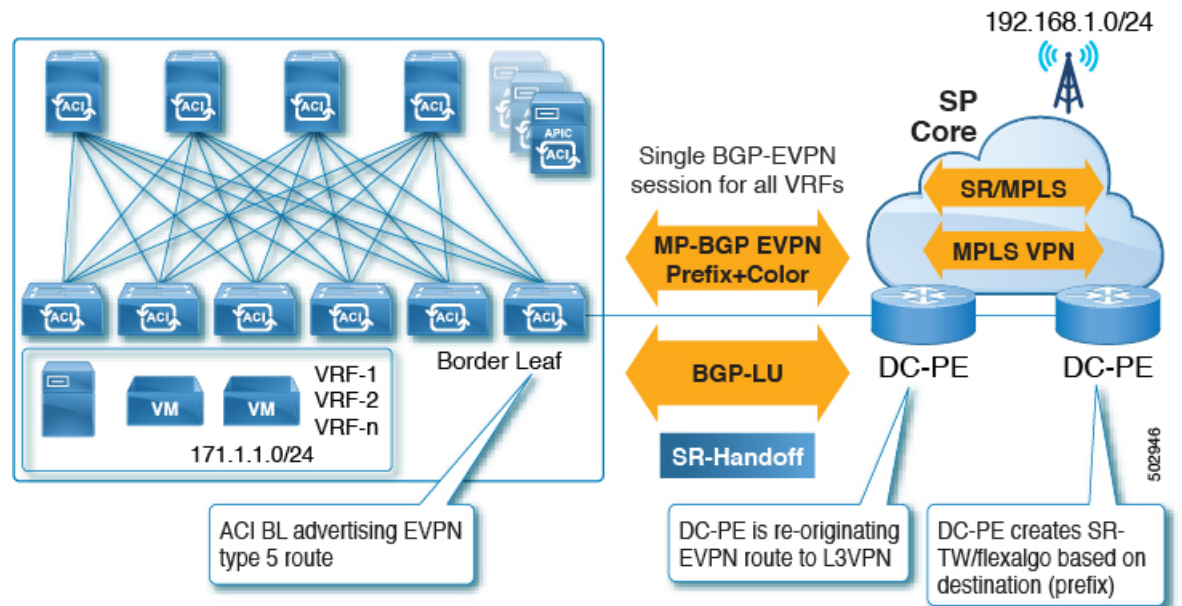 192.168.1.0/24
ACI
ACI
ACI
ACI
APIC
ACI
SP
Core
Single BGP-EVPN
session for all VRFs
SR/MPLS
MP-BGP EVPN
Prefix+Color
MPLS VPN
ACI
ACI
ACI
ACI
ACI
ACI
Border Leaf
BGP-LU
DC-PE
DC-PE
VM
VM
VRF-1
VRF-2
VRF-n
171.1.1.0/24
SR-Handoff
502946
ACI BL advertising EVPN
type 5 route
DC-PE is re-originating
EVPN route to L3VPN
DC-PE creates SR-
TW/flexalgo based on
destination (prefix)